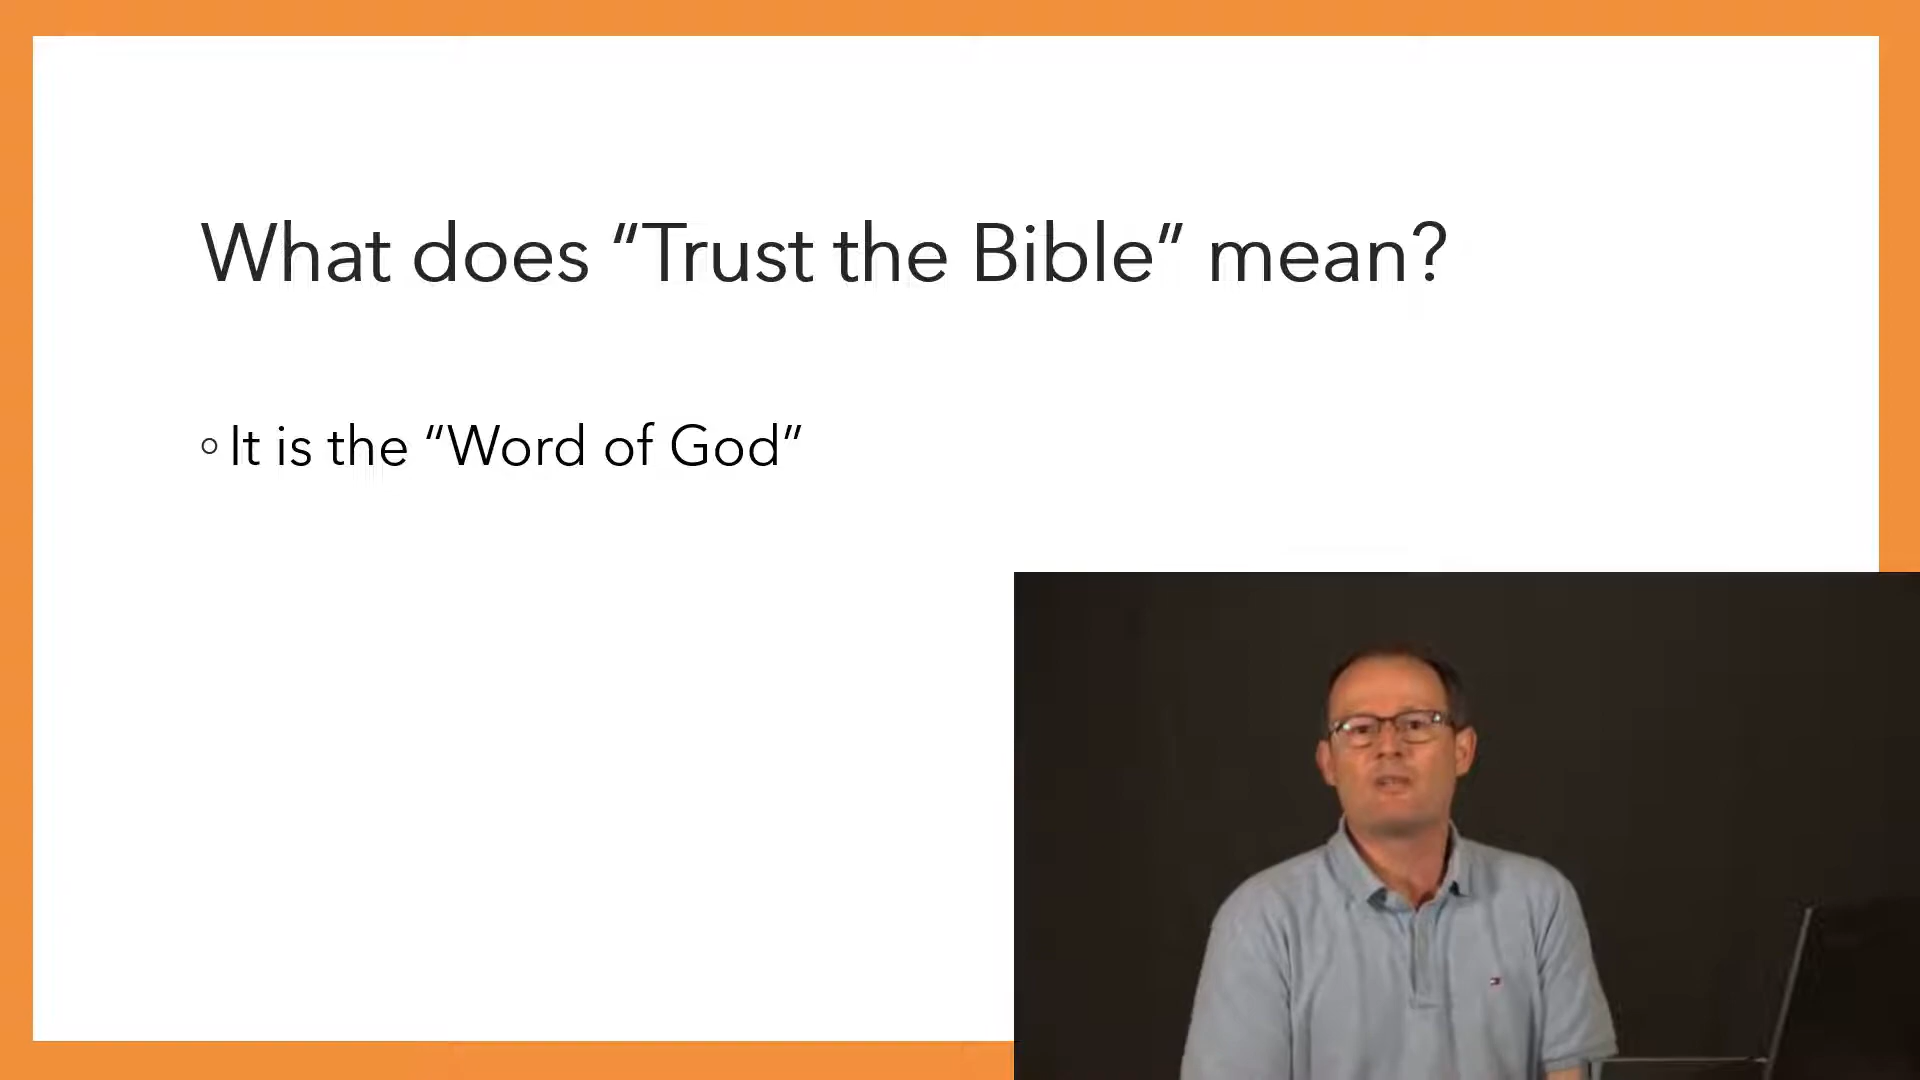 What does “Trust the Bible” mean?
◦ It is the “Word of God”